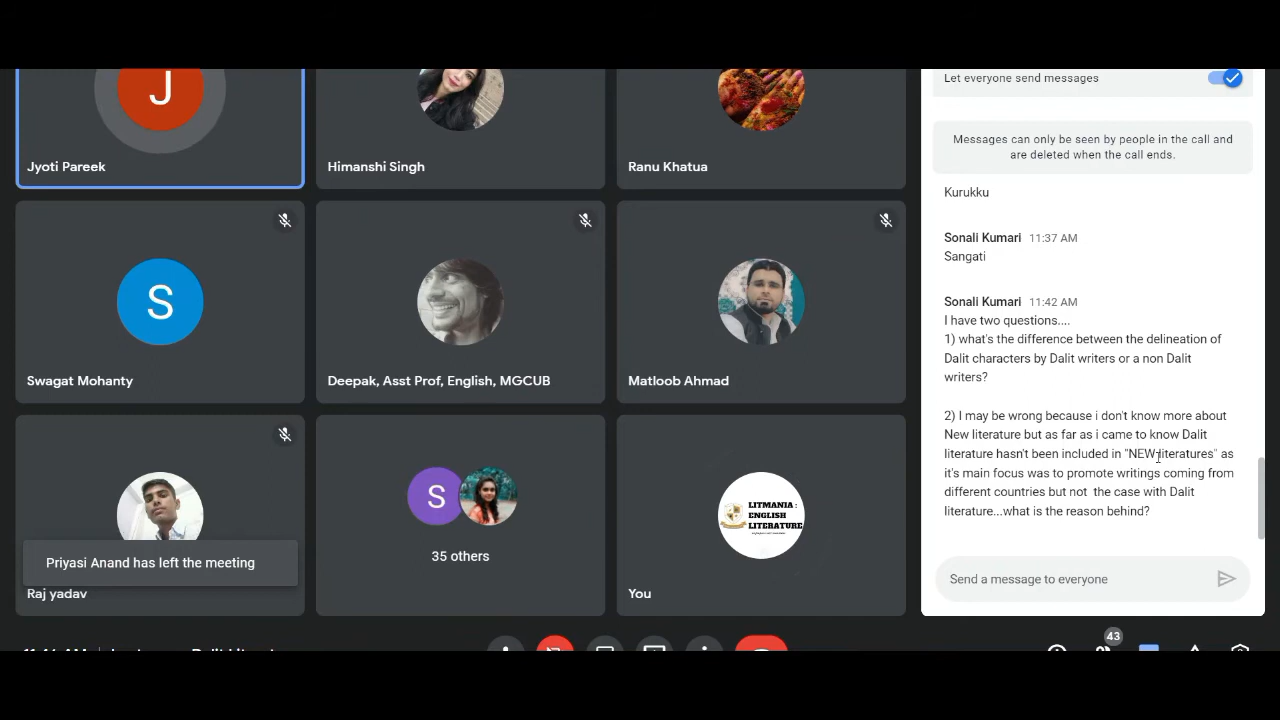 J
Jyoti Pareek
Himanshi Singh
Ranu Khatua
S
Swagat Mohanty
Deepak, Asst Prof, English, MGCUB
Matloob Ahmad
Priyasi Anand has left the meeting
Raj yadav
S
35 others
LITMANIA :
ENGLISH
LITERATURE
You
Let everyone send messages
Messages can only be seen by people in the call and
are deleted when the call ends.
Kurukku
Sonali Kumari 11:37 AM
Sangati
Sonali Kumari 11:42 AM
I have two questions....
1) what's the difference between the delineation of
Dalit characters by Dalit writers or a non Dalit
writers?
2) I may be wrong because i don't know more about
New literature but as far as i came to know Dalit
literature hasn't been included in "NEW literatures" as
it's main focus was to promote writings coming from
different countries but not the case with Dalit
literature...what is the reason behind?
Send a message to everyone
43